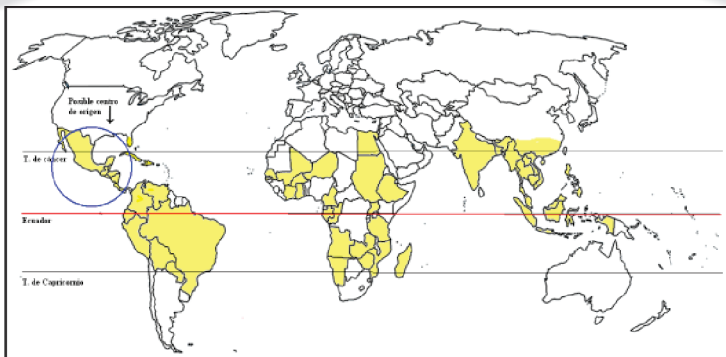 Posible centro
de origen
T. de cáncer
Ecuador
T. de Capricornio